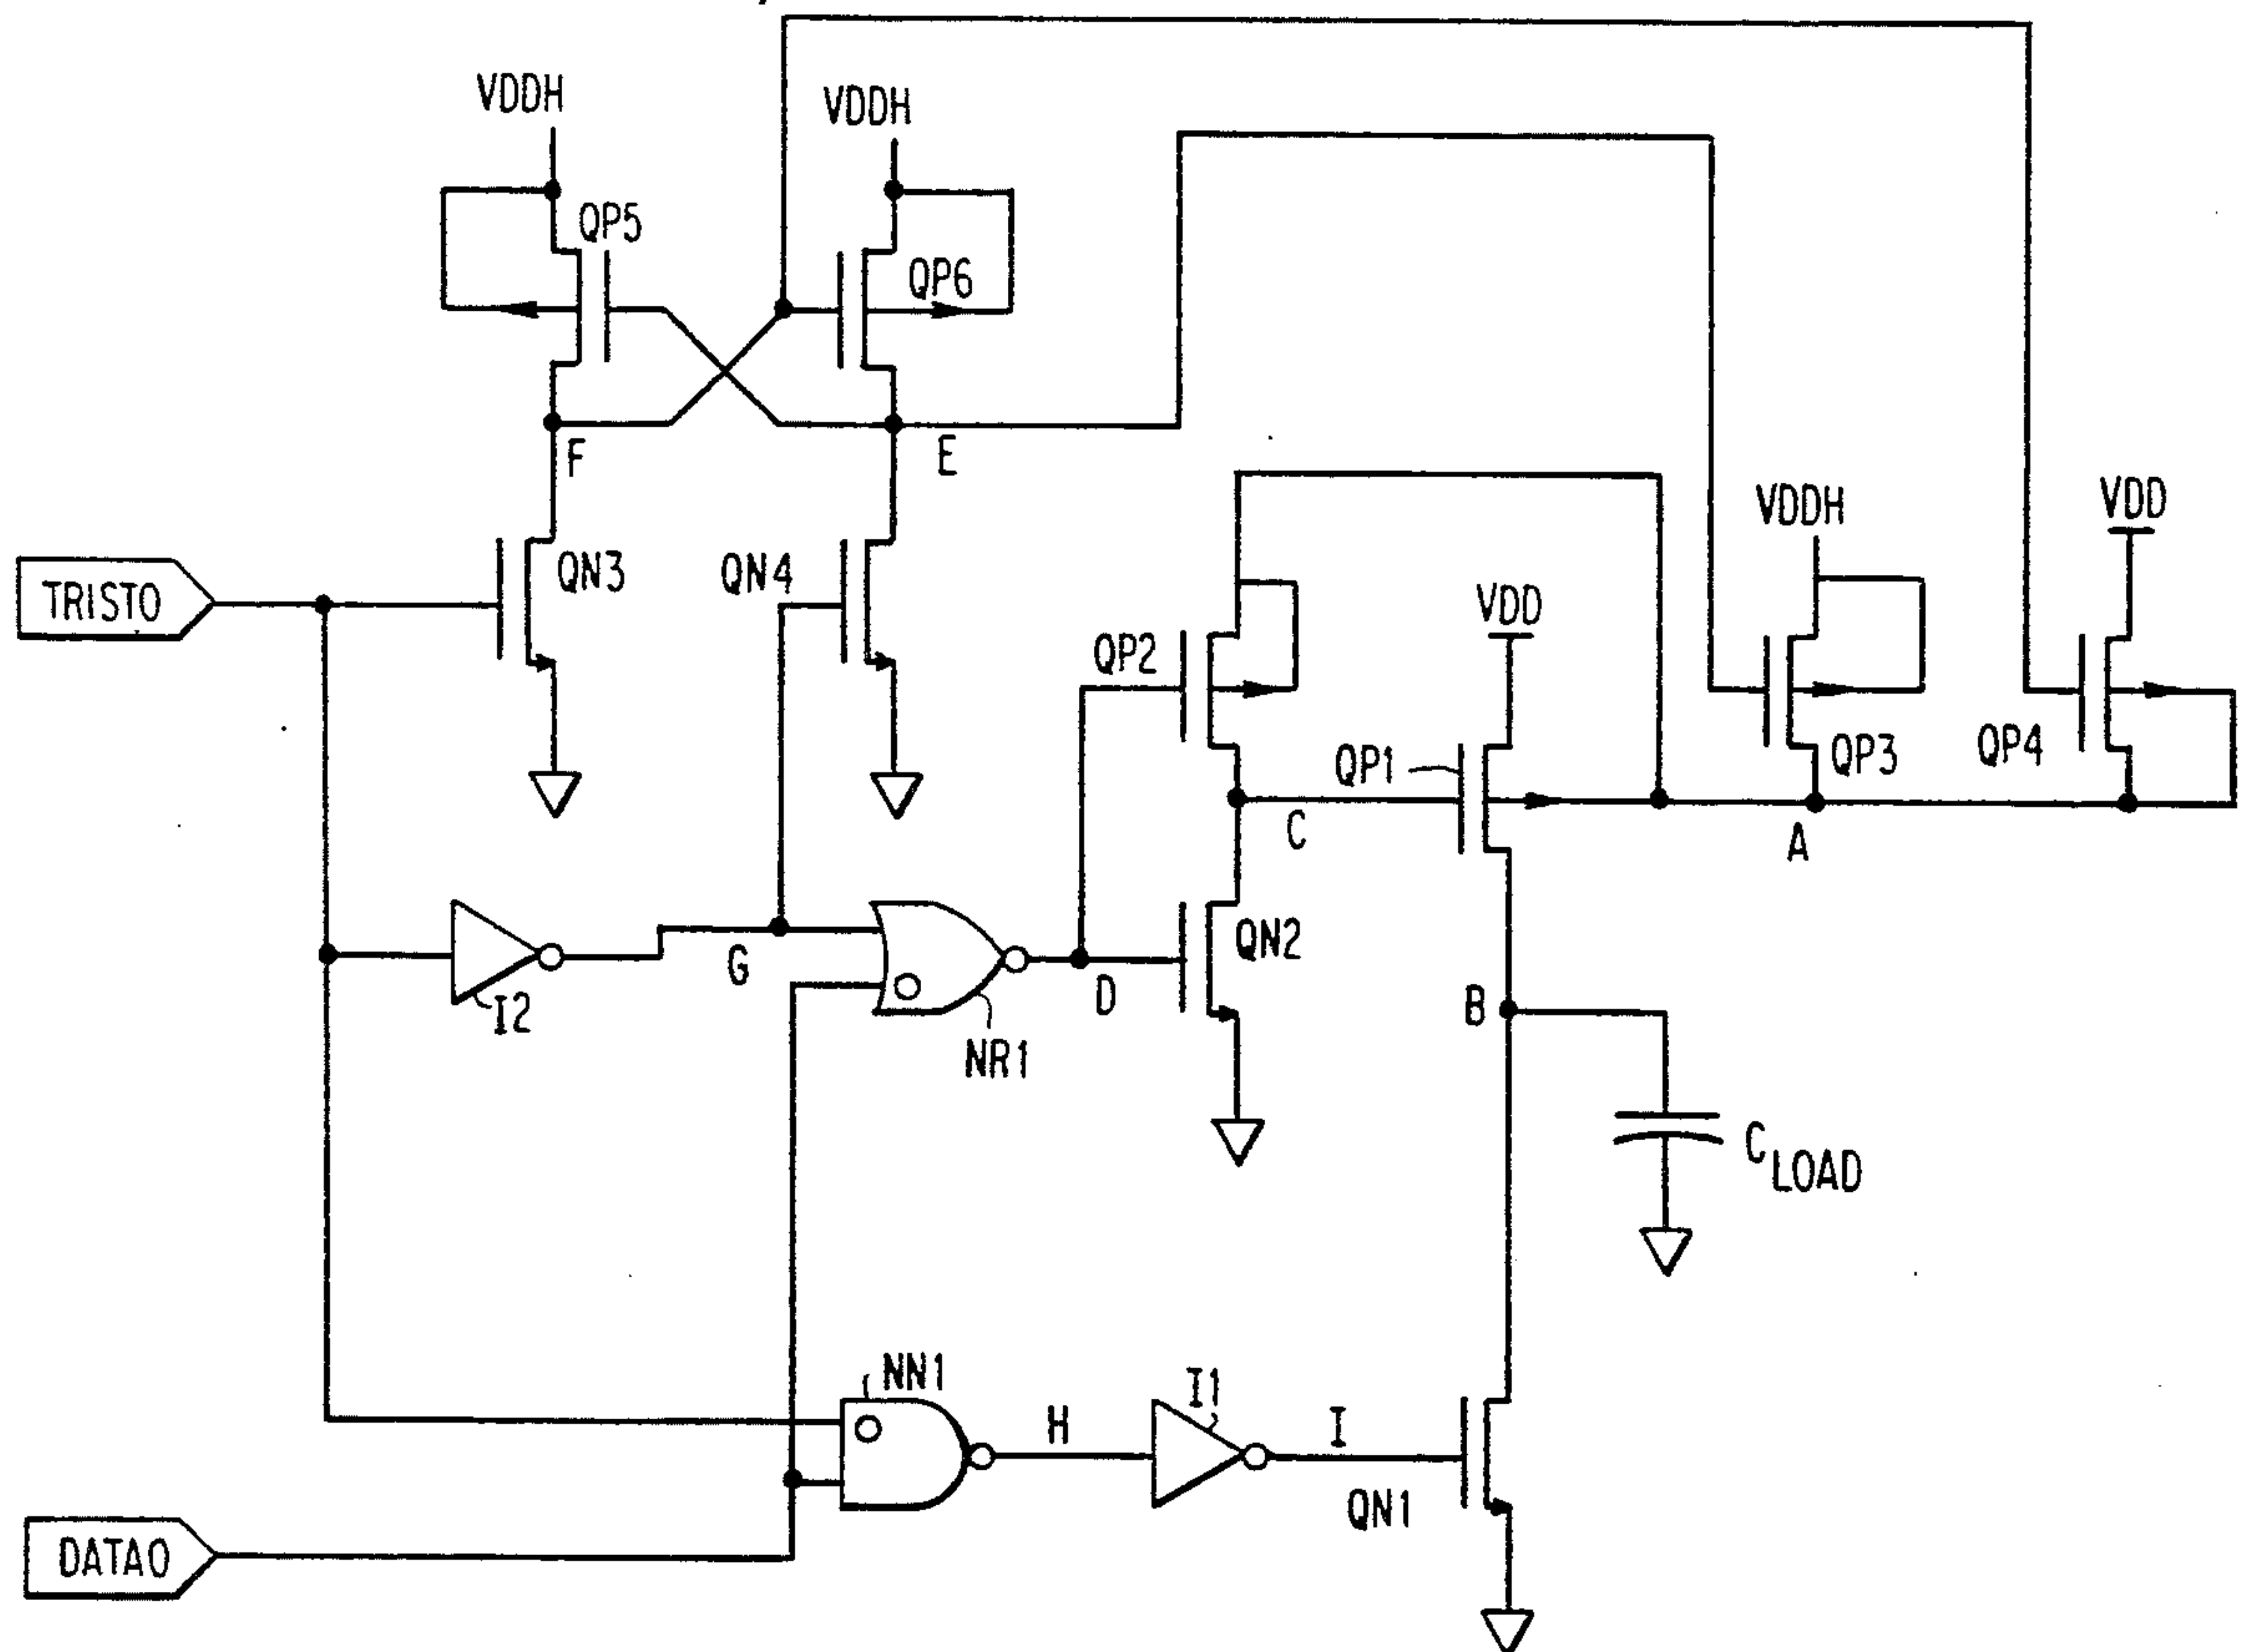 VDDH
VDDH
QP5
QP6
F
E
VDDH
VDD
TRISTO
QN3
QN4
QP2
VDD
QP1
QP3
QP4
C
A
QN2
G
D
B
I2
NR1
C LOAD
NN1
I1
H
I
QN1
DATAO